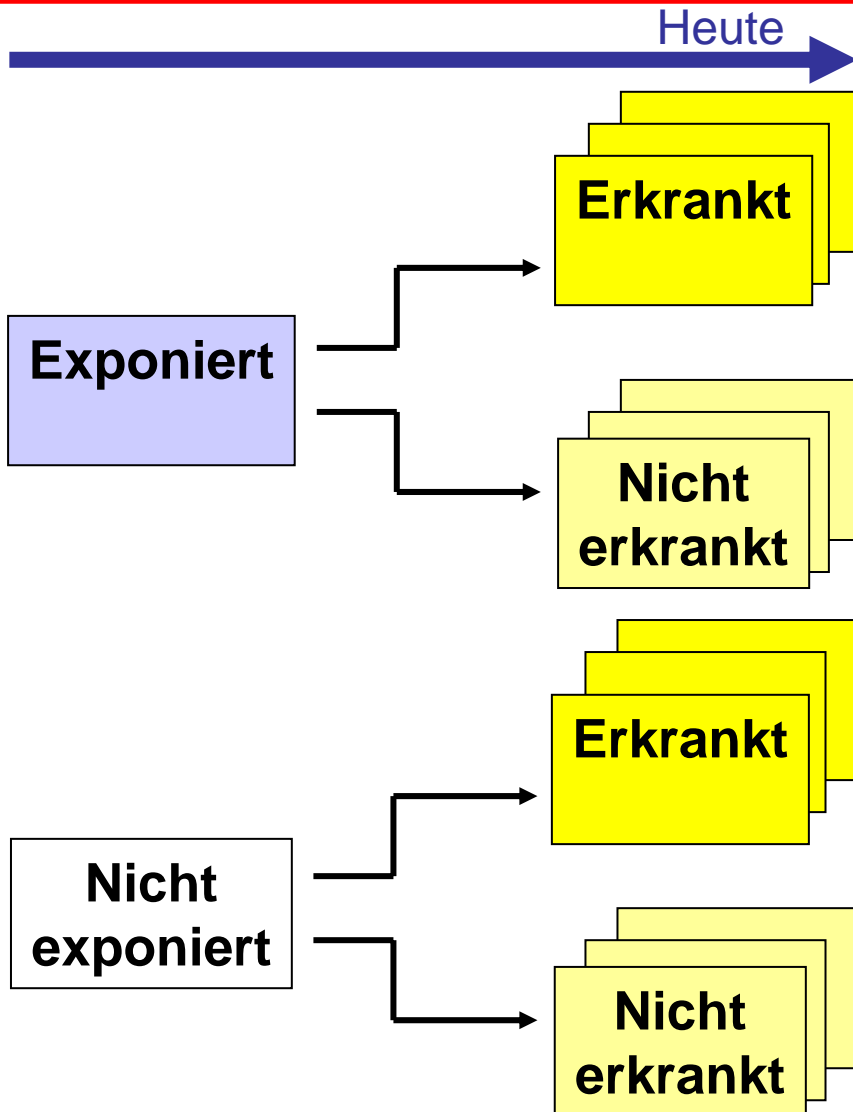 Heute
Erkrankt
Exponiert
Nicht
erkrankt
Erkrankt
Nicht
exponiert
Nicht
erkrankt